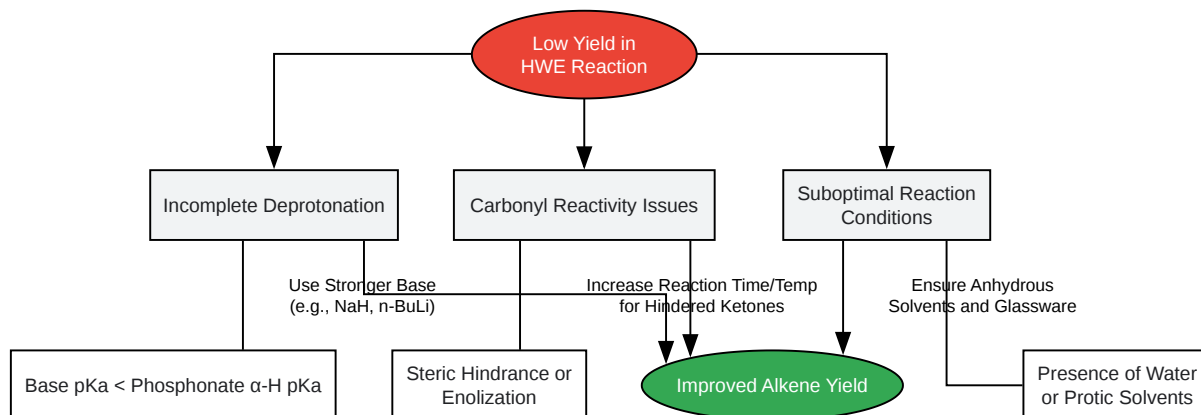 Low Yield in
HWE Reaction
Incomplete Deprotonation
Carbonyl Reactivity Issues
Suboptimal Reaction
Conditions
Use Stronger Base
(e.g., NaH, n-BuLi)
Increase Reaction Time/Temp
for Hindered Ketones
Ensure Anhydrous
Solvents and Glassware
Base pKa < Phosphonate α-H pKa
Steric Hindrance or
Enolization
Improved Alkene Yield
Presence of Water
or Protic Solvents